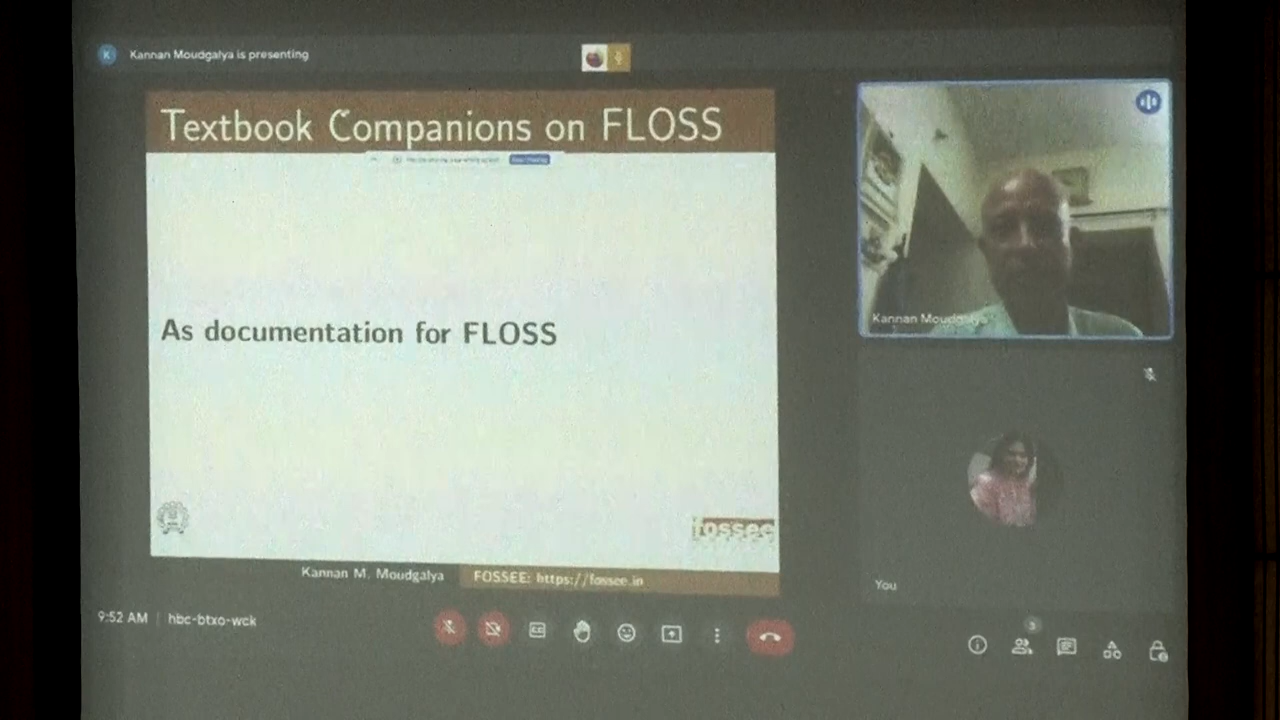 K Kannan Moudgalya is presenting
Textbook Companions on FLOSS
As documentation for FLOSS
fossee
Kannan M. Moudgalya FOSSEE: https://fossee.in
Kannan Moudgalya
You
9:52 AM | hbc-btxo-wck
CC